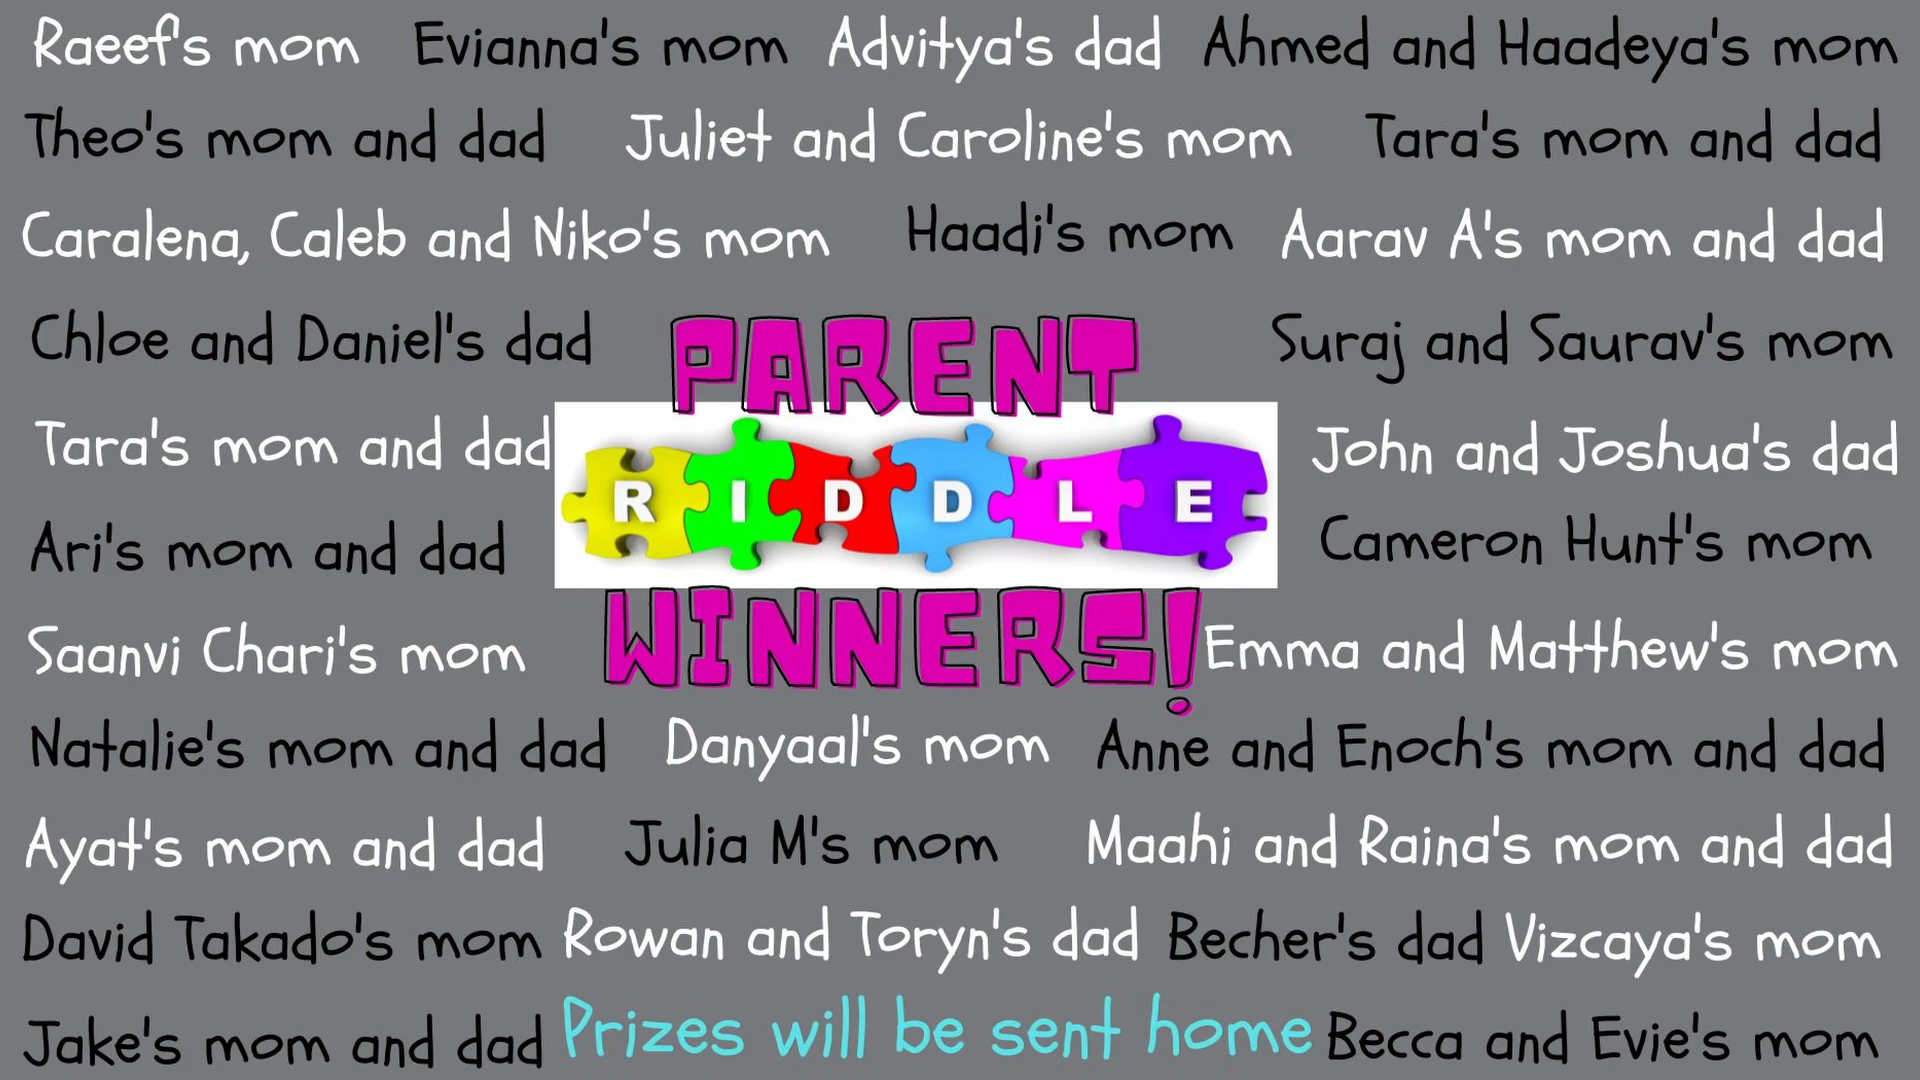 Raeef's mom Evianna's mom Advitya's dad Ahmed and Haadeya's mom
Theo's mom and dad Juliet and Caroline's mom Tara's mom and dad
Caralena, Caleb and Niko's mom Haadi's mom Aarav A's mom and dad
Chloe and Daniel's dad PARENT Suraj and Saurav's mom
Tara's mom and dad RIDDLE John and Joshua's dad
Ari's mom and dad Cameron Hunt's mom
Saanvi Chari's mom WINNERS! Emma and Matthew's mom
Natalie's mom and dad Danyaal's mom Anne and Enoch's mom and dad
Ayat's mom and dad Julia M's mom Maahi and Raina's mom and dad
David Takado's mom Rowan and Toryn's dad Becher's dad Vizcaya's mom
Jake's mom and dad Prizes will be sent home Becca and Evie's mom